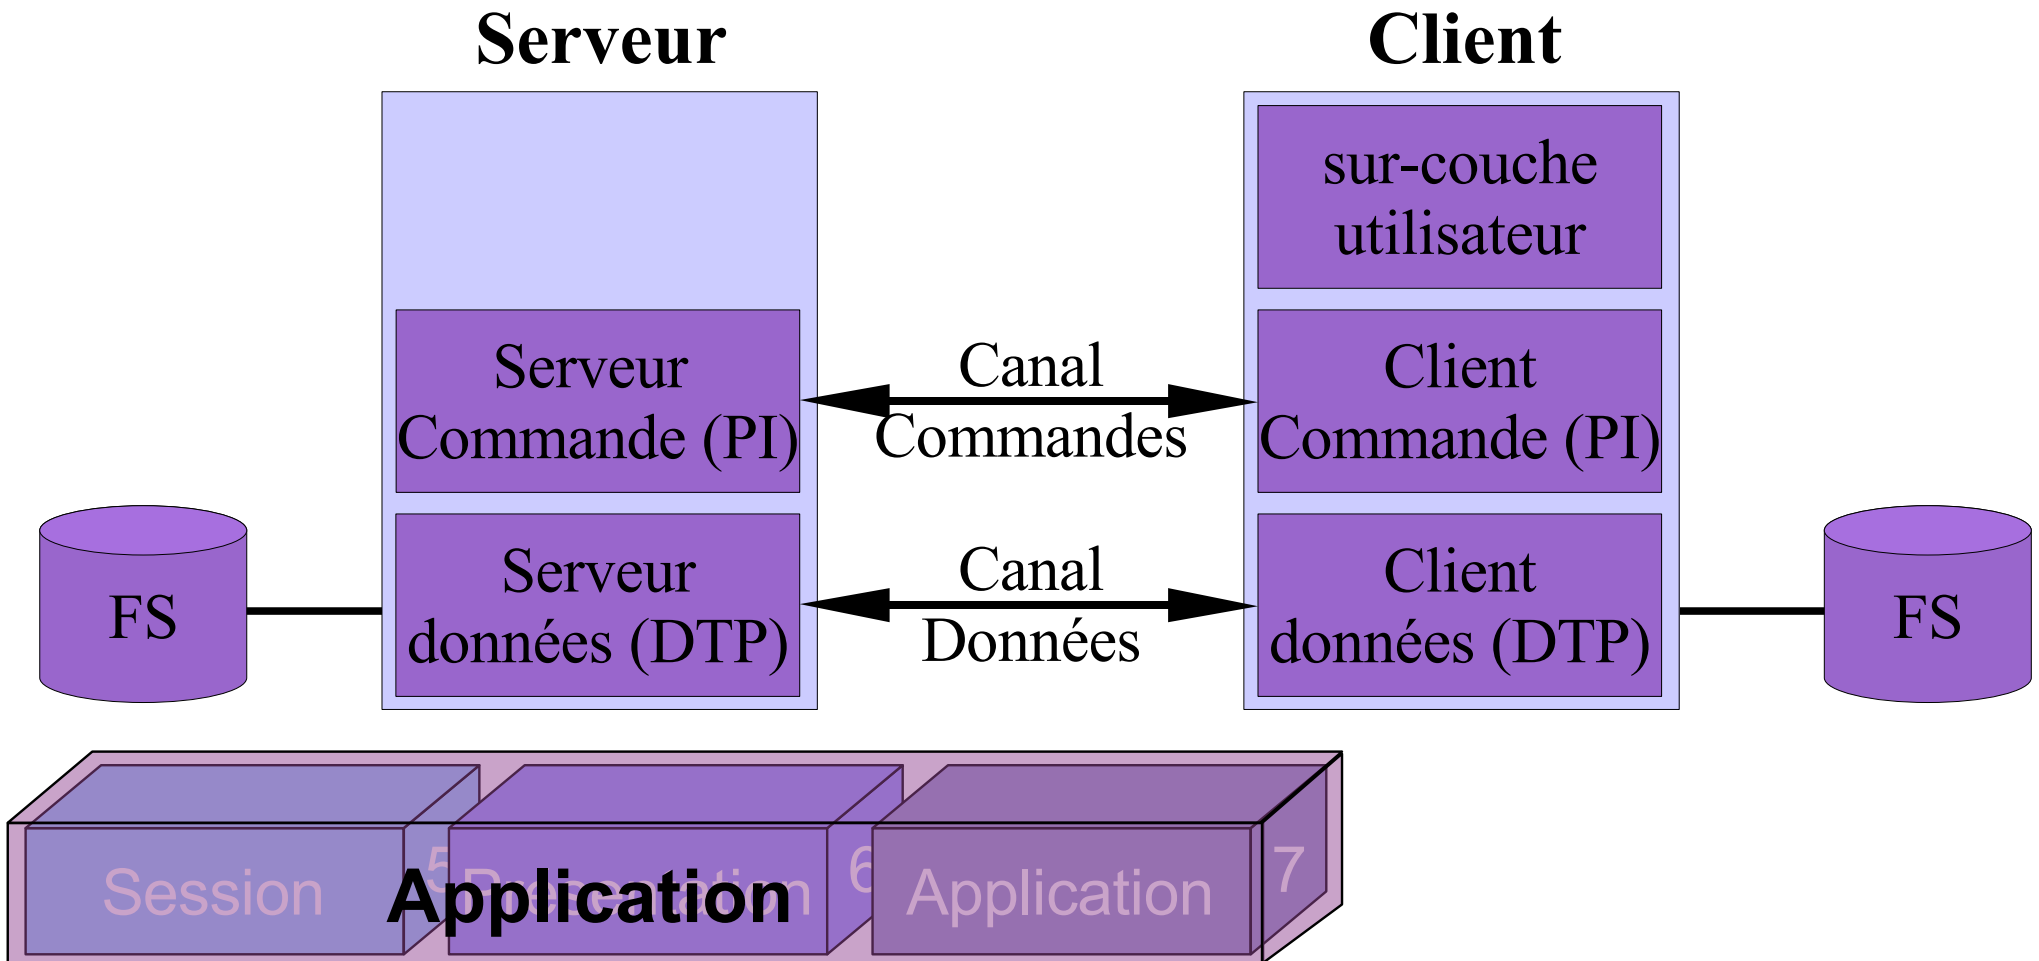 Serveur
Client
sur-couche
utilisateur
Serveur
Commande (PI)
Canal
Commandes
Client
Commande (PI)
FS
Serveur
données (DTP)
Canal
Données
Client
données (DTP)
FS
Session
5
Présentation
6
Application
7
Application